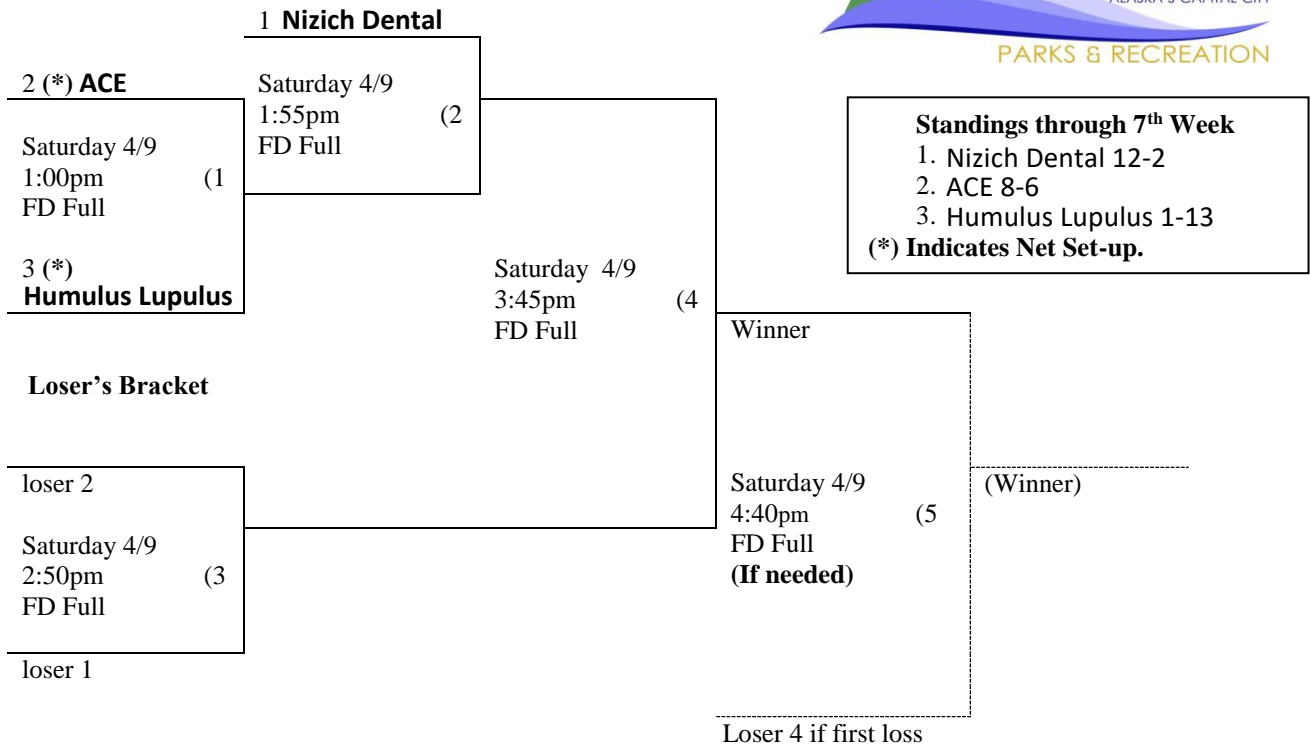 ALASKA'S CAPITAL CITY
PARKS & RECREATION
1 Nizich Dental
2 (*) ACE
Saturday 4/9
1:55pm (2
FD Full
Saturday 4/9
1:00pm (1
FD Full
3 (*)
Humulus Lupulus
Standings through 7th Week
1. Nizich Dental 12-2
2. ACE 8-6
3. Humulus Lupulus 1-13
(*) Indicates Net Set-up.
Saturday 4/9
3:45pm (4
FD Full
Winner
Loser’s Bracket
loser 2
Saturday 4/9
2:50pm (3
FD Full
loser 1
Saturday 4/9
4:40pm (5
FD Full
(If needed)
(Winner)
Loser 4 if first loss